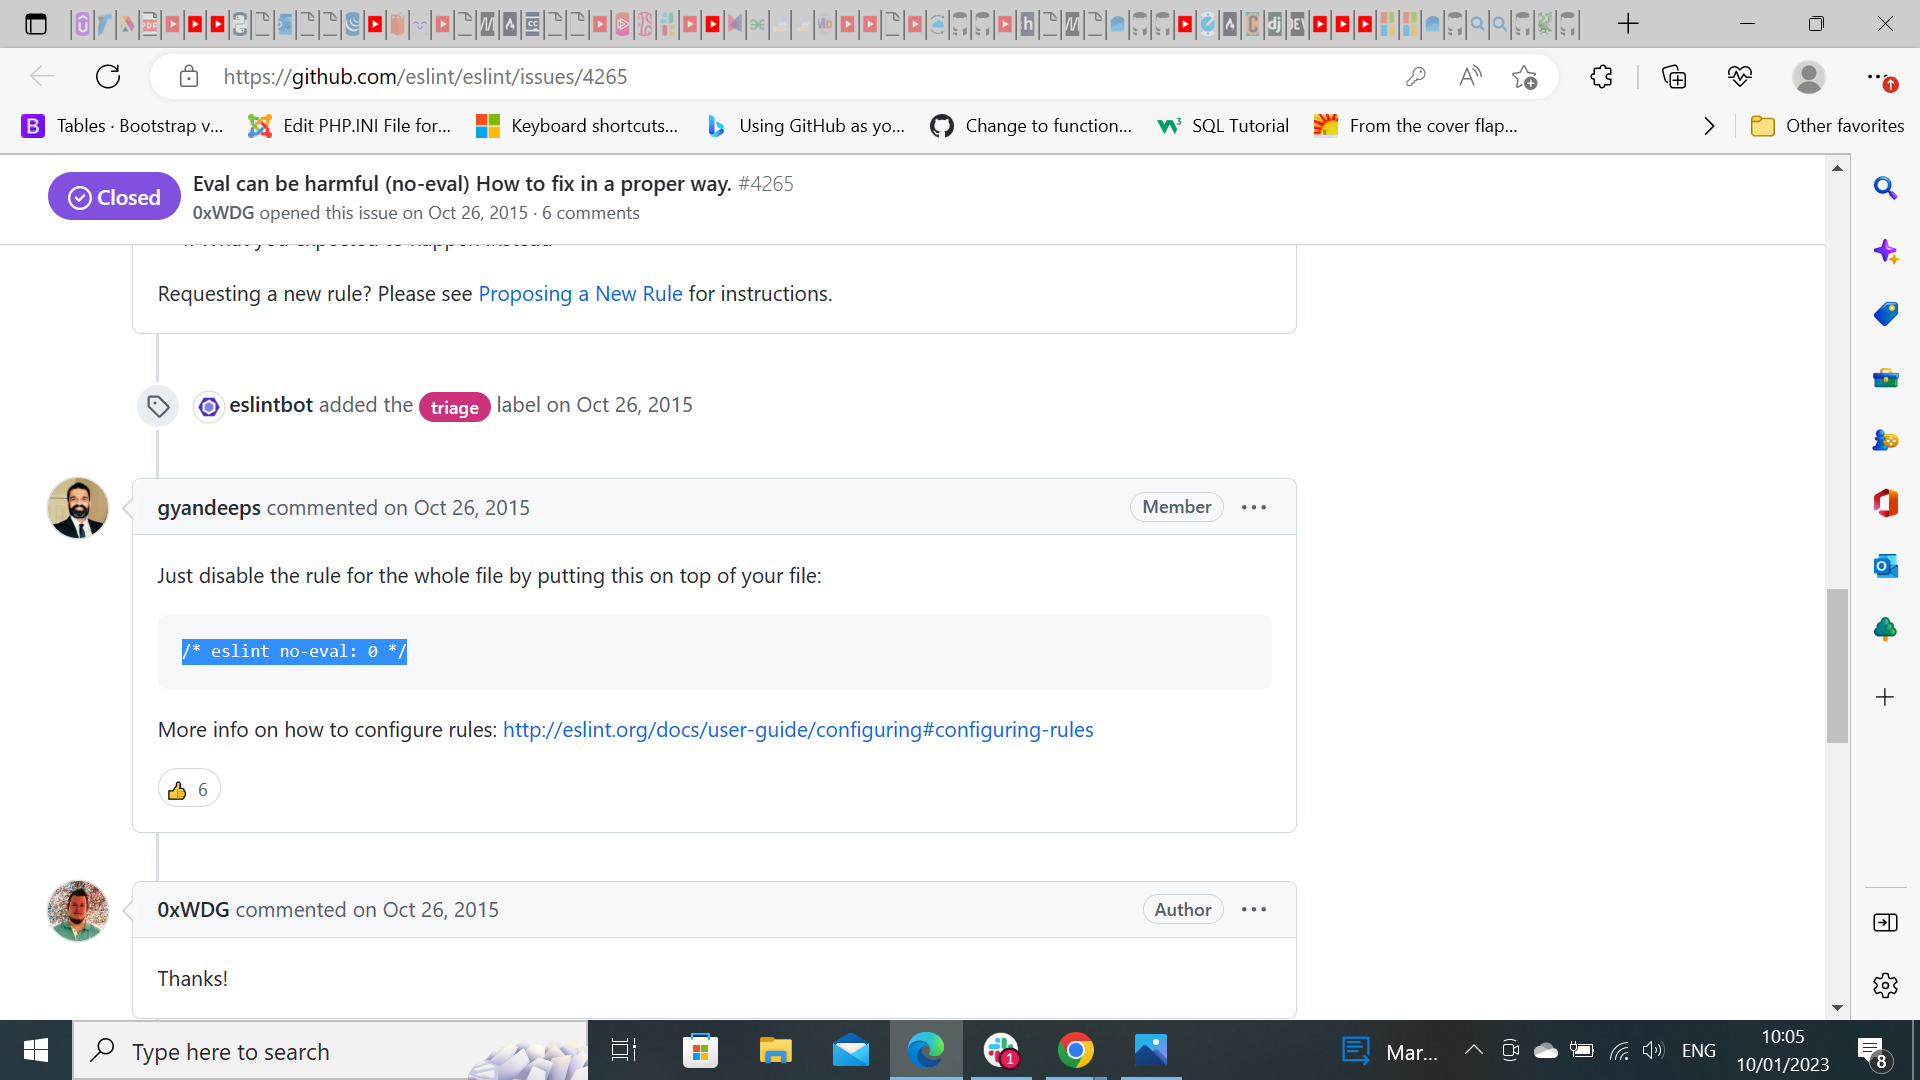 https://github.com/eslint/eslint/issues/4265
Tables · Bootstrap v...
Edit PHP.INI File for...
Keyboard shortcuts...
Using GitHub as yo...
Change to function...
SQL Tutorial
From the cover flap...
Other favorites
Closed
Eval can be harmful (no-eval) How to fix in a proper way. #4265
0xWDG opened this issue on Oct 26, 2015 · 6 comments
Requesting a new rule? Please see Proposing a New Rule for instructions.
eslintbot added the triage label on Oct 26, 2015
gyandeeps commented on Oct 26, 2015
Member
Just disable the rule for the whole file by putting this on top of your file:
/* eslint no-eval: 0 */
More info on how to configure rules: http://eslint.org/docs/user-guide/configuring#configuring-rules
6
0xWDG commented on Oct 26, 2015
Author
Thanks!
Type here to search
1
Mar...
ENG
10:05
10/01/2023
8